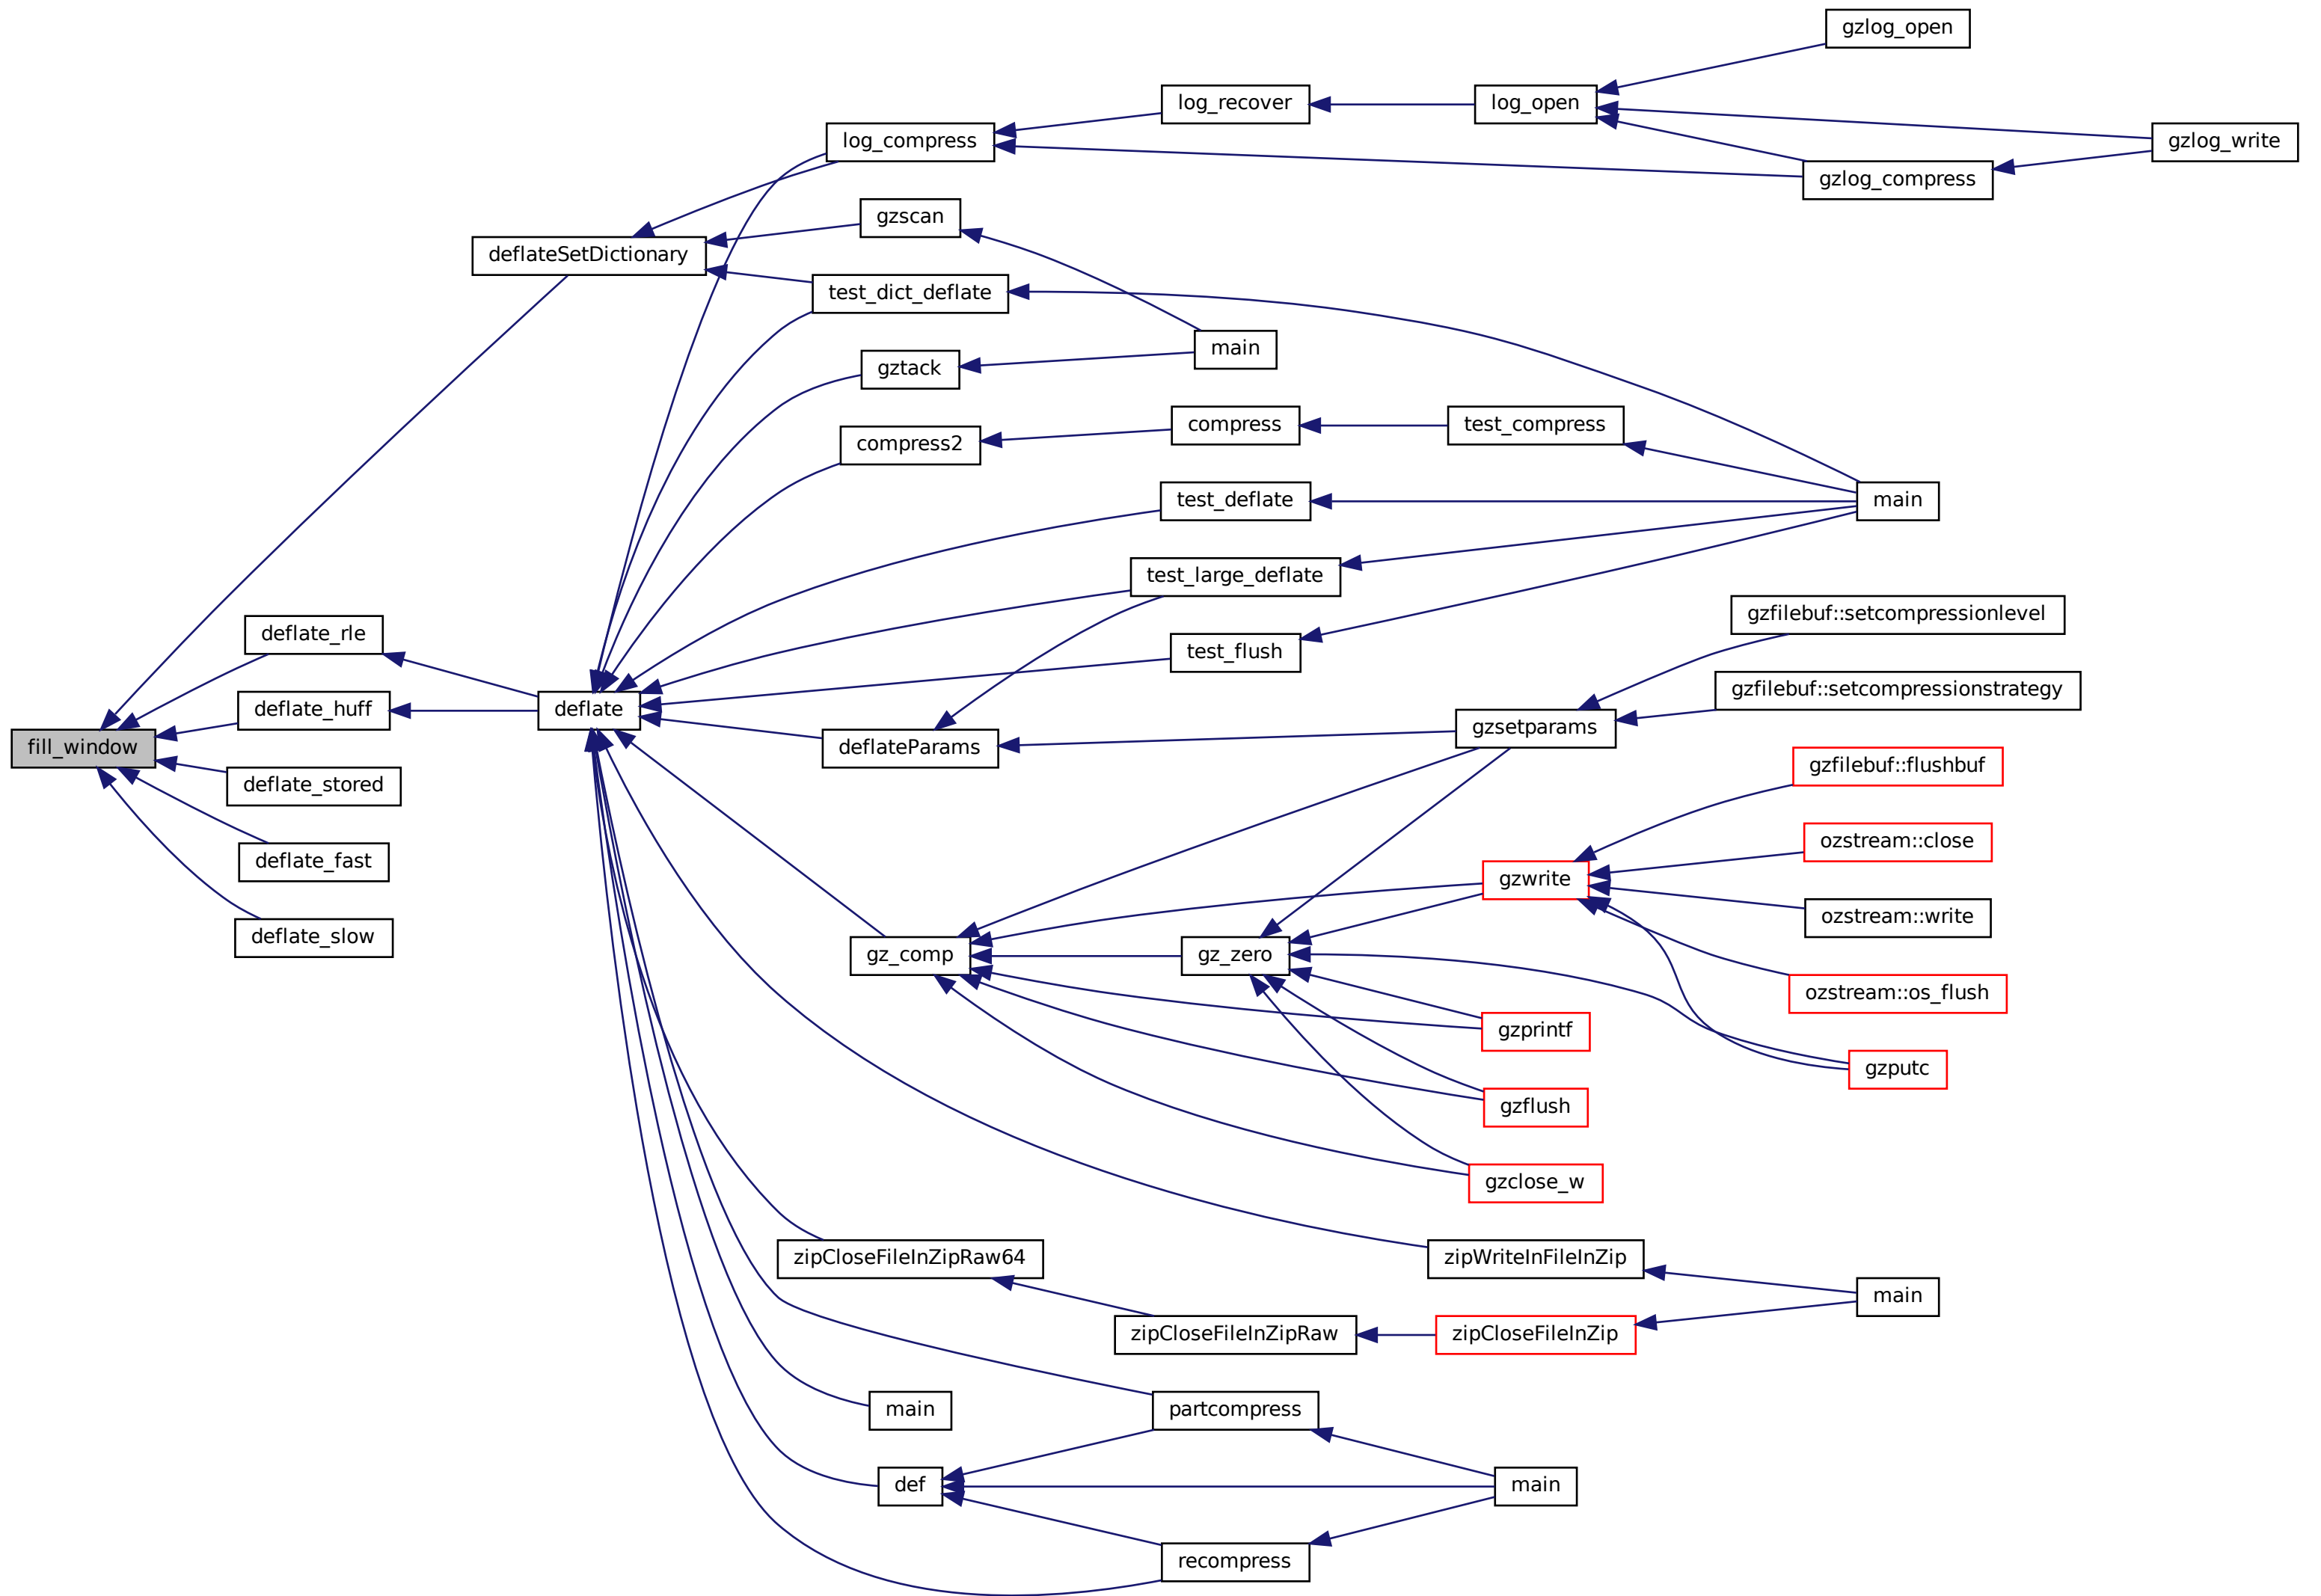 gzlog_open
log_recover
log_open
log_compress
gzlog_write
gzlog_compress
gzscan
deflateSetDictionary
test_dict_deflate
main
gztack
compress
test_compress
compress2
test_deflate
main
test_large_deflate
gzfilebuf::setcompressionlevel
deflate_rle
test_flush
gzfilebuf::setcompressionstrategy
deflate_huff
deflate
gzsetparams
fill_window
deflateParams
gzfilebuf::flushbuf
deflate_stored
ozstream::close
deflate_fast
gzwrite
ozstream::write
deflate_slow
gz_comp
gz_zero
ozstream::os_flush
gzprintf
gzputc
gzflush
gzclose_w
zipCloseFileInZipRaw64
zipWriteInFileInZip
main
zipCloseFileInZipRaw
zipCloseFileInZip
main
partcompress
def
main
recompress